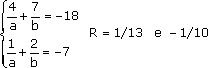 4/a + 7/b = −18
1/a + 2/b = −7
R = 1/13 e − 1/10